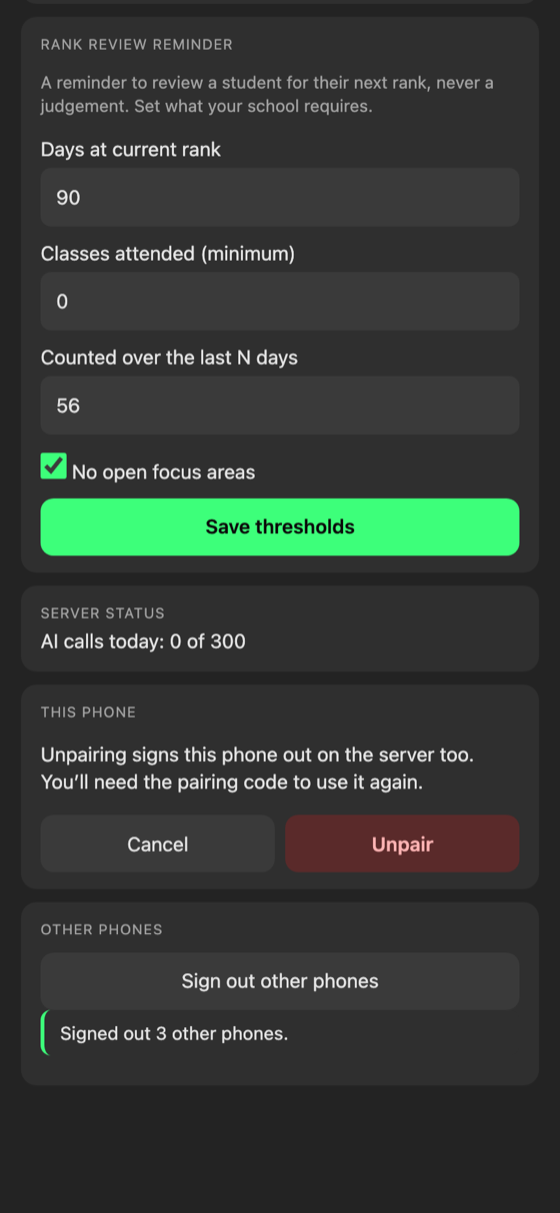 RANK REVIEW REMINDER
A reminder to review a student for their next rank, never a
judgement. Set what your school requires.
Days at current rank
90
Classes attended (minimum)
0
Counted over the last N days
56
No open focus areas
Save thresholds
SERVER STATUS
AI calls today: 0 of 300
THIS PHONE
Unpairing signs this phone out on the server too.
You’ll need the pairing code to use it again.
Cancel
Unpair
OTHER PHONES
Sign out other phones
Signed out 3 other phones.